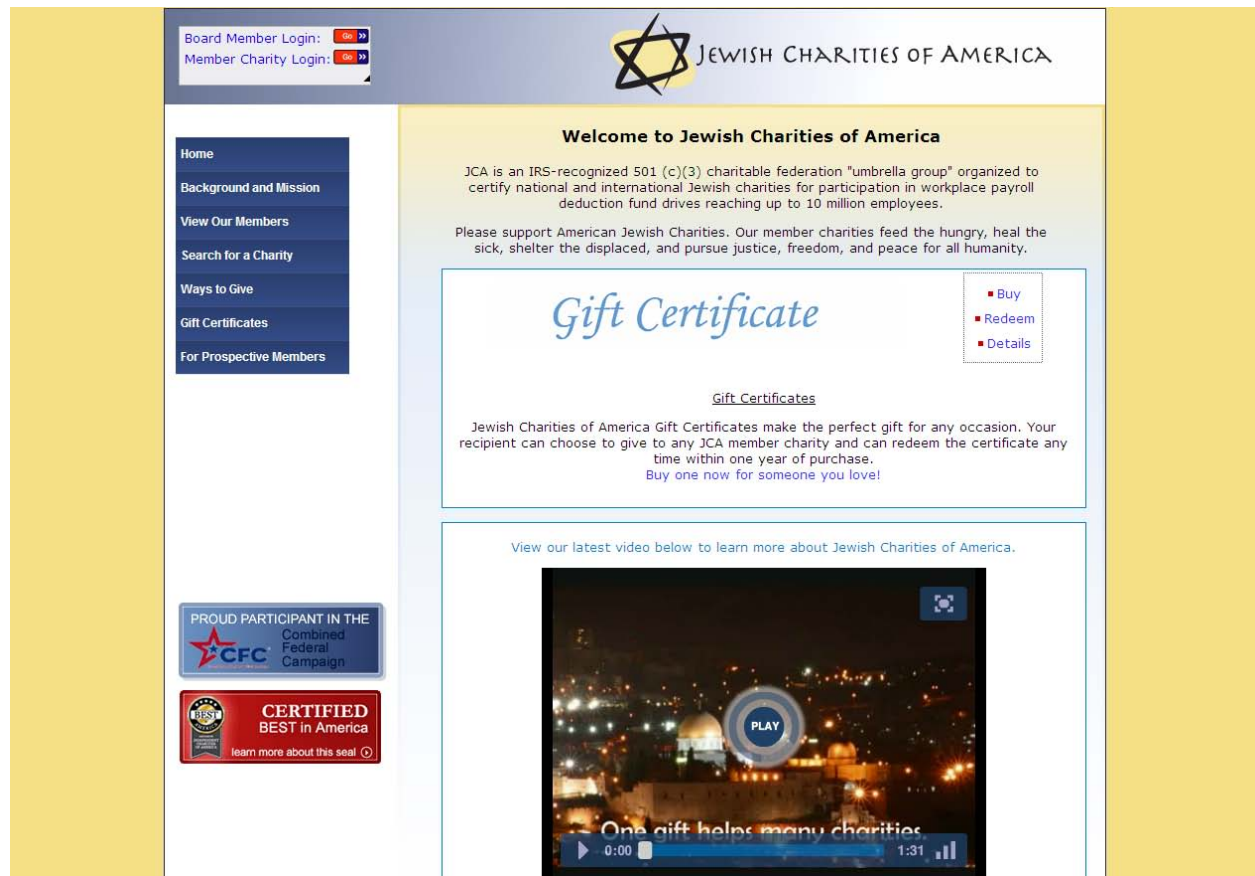 Board Member Login: Go »
Member Charity Login: Go »
JEWISH CHARITIES OF AMERICA
Home
Background and Mission
View Our Members
Search for a Charity
Ways to Give
Gift Certificates
For Prospective Members
PROUD PARTICIPANT IN THE
CFC
Combined
Federal
Campaign
BEST
CERTIFIED
BEST in America
learn more about this seal
Welcome to Jewish Charities of America
JCA is an IRS-recognized 501 (c)(3) charitable federation "umbrella group" organized to
certify national and international Jewish charities for participation in workplace payroll
deduction fund drives reaching up to 10 million employees.
Please support American Jewish Charities. Our member charities feed the hungry, heal the
sick, shelter the displaced, and pursue justice, freedom, and peace for all humanity.
Gift Certificate
Buy
Redeem
Details
Gift Certificates
Jewish Charities of America Gift Certificates make the perfect gift for any occasion. Your
recipient can choose to give to any JCA member charity and can redeem the certificate any
time within one year of purchase.
Buy one now for someone you love!
View our latest video below to learn more about Jewish Charities of America.
PLAY
One gift helps many charities.
0:00 1:31